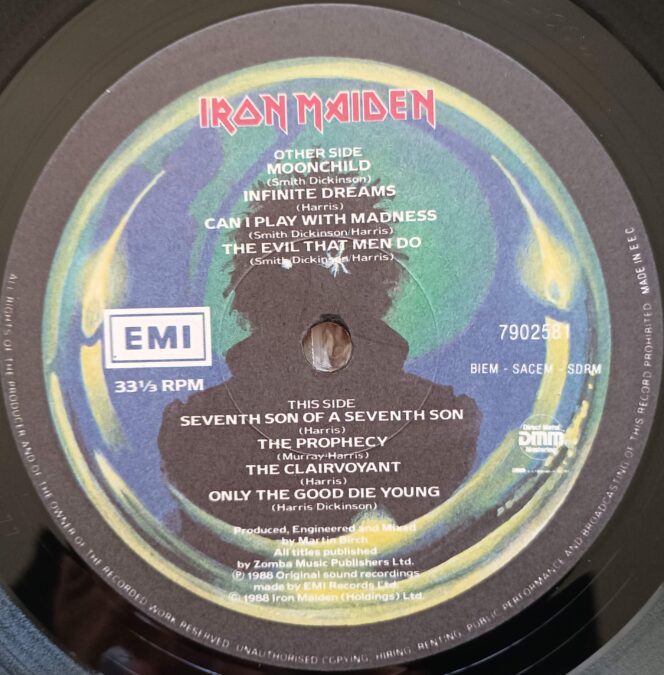 IRON MAIDEN
OTHER SIDE
MOONCHILD
(Smith Dickinson)
INFINITE DREAMS
(Harris)
CAN I PLAY WITH MADNESS
(Smith Dickinson/Harris)
THE EVIL THAT MEN DO
(Smith Dickinson/Harris)
EMI
33⅓ RPM
7902581
BIEM - SACEM - SDRM
THIS SIDE
SEVENTH SON OF A SEVENTH SON
(Harris)
THE PROPHECY
(Murray/Harris)
THE CLAIRVOYANT
(Harris)
ONLY THE GOOD DIE YOUNG
(Harris Dickinson)
Direct Metal
DMM
Mastering
Produced, Engineered and Mixed
by Martin Birch
All titles published
by Zomba Music Publishers Ltd.
℗ 1988 Original sound recordings
made by EMI Records Ltd.
© 1988 Iron Maiden (Holdings) Ltd.
ALL RIGHTS OF THE PRODUCER AND OF THE OWNER OF THE RECORDED WORK RESERVED. UNAUTHORISED COPYING, HIRING, RENTING, PUBLIC PERFORMANCE AND BROADCASTING OF THIS RECORD PROHIBITED. MADE IN E.E.C.